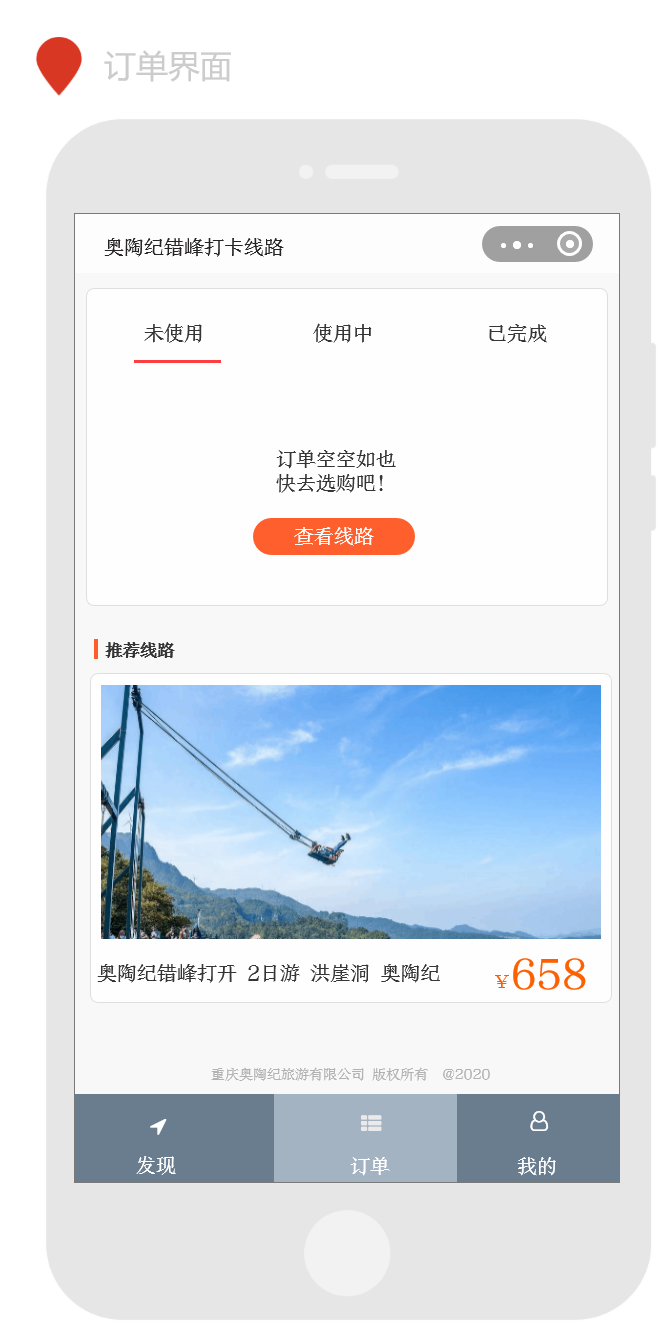 订单界面
奥陶纪错峰打卡线路
未使用 使用中 已完成
订单空空如也
快去选购吧！
查看线路
推荐线路
奥陶纪错峰打开 2日游 洪崖洞 奥陶纪 ¥658
重庆奥陶纪旅游有限公司 版权所有 @2020
发现 订单 我的